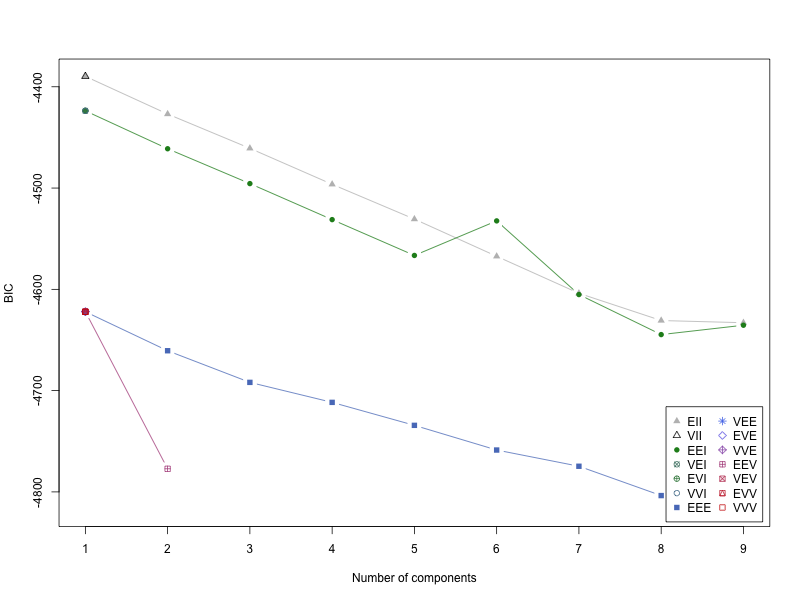 -4400
-4500
-4600
-4700
-4800
BIC
1 2 3 4 5 6 7 8 9
Number of components
EII VEE
VII EVE
EEI VVE
VEI EEV
EVI VEV
VVI EVV
EEE VVV